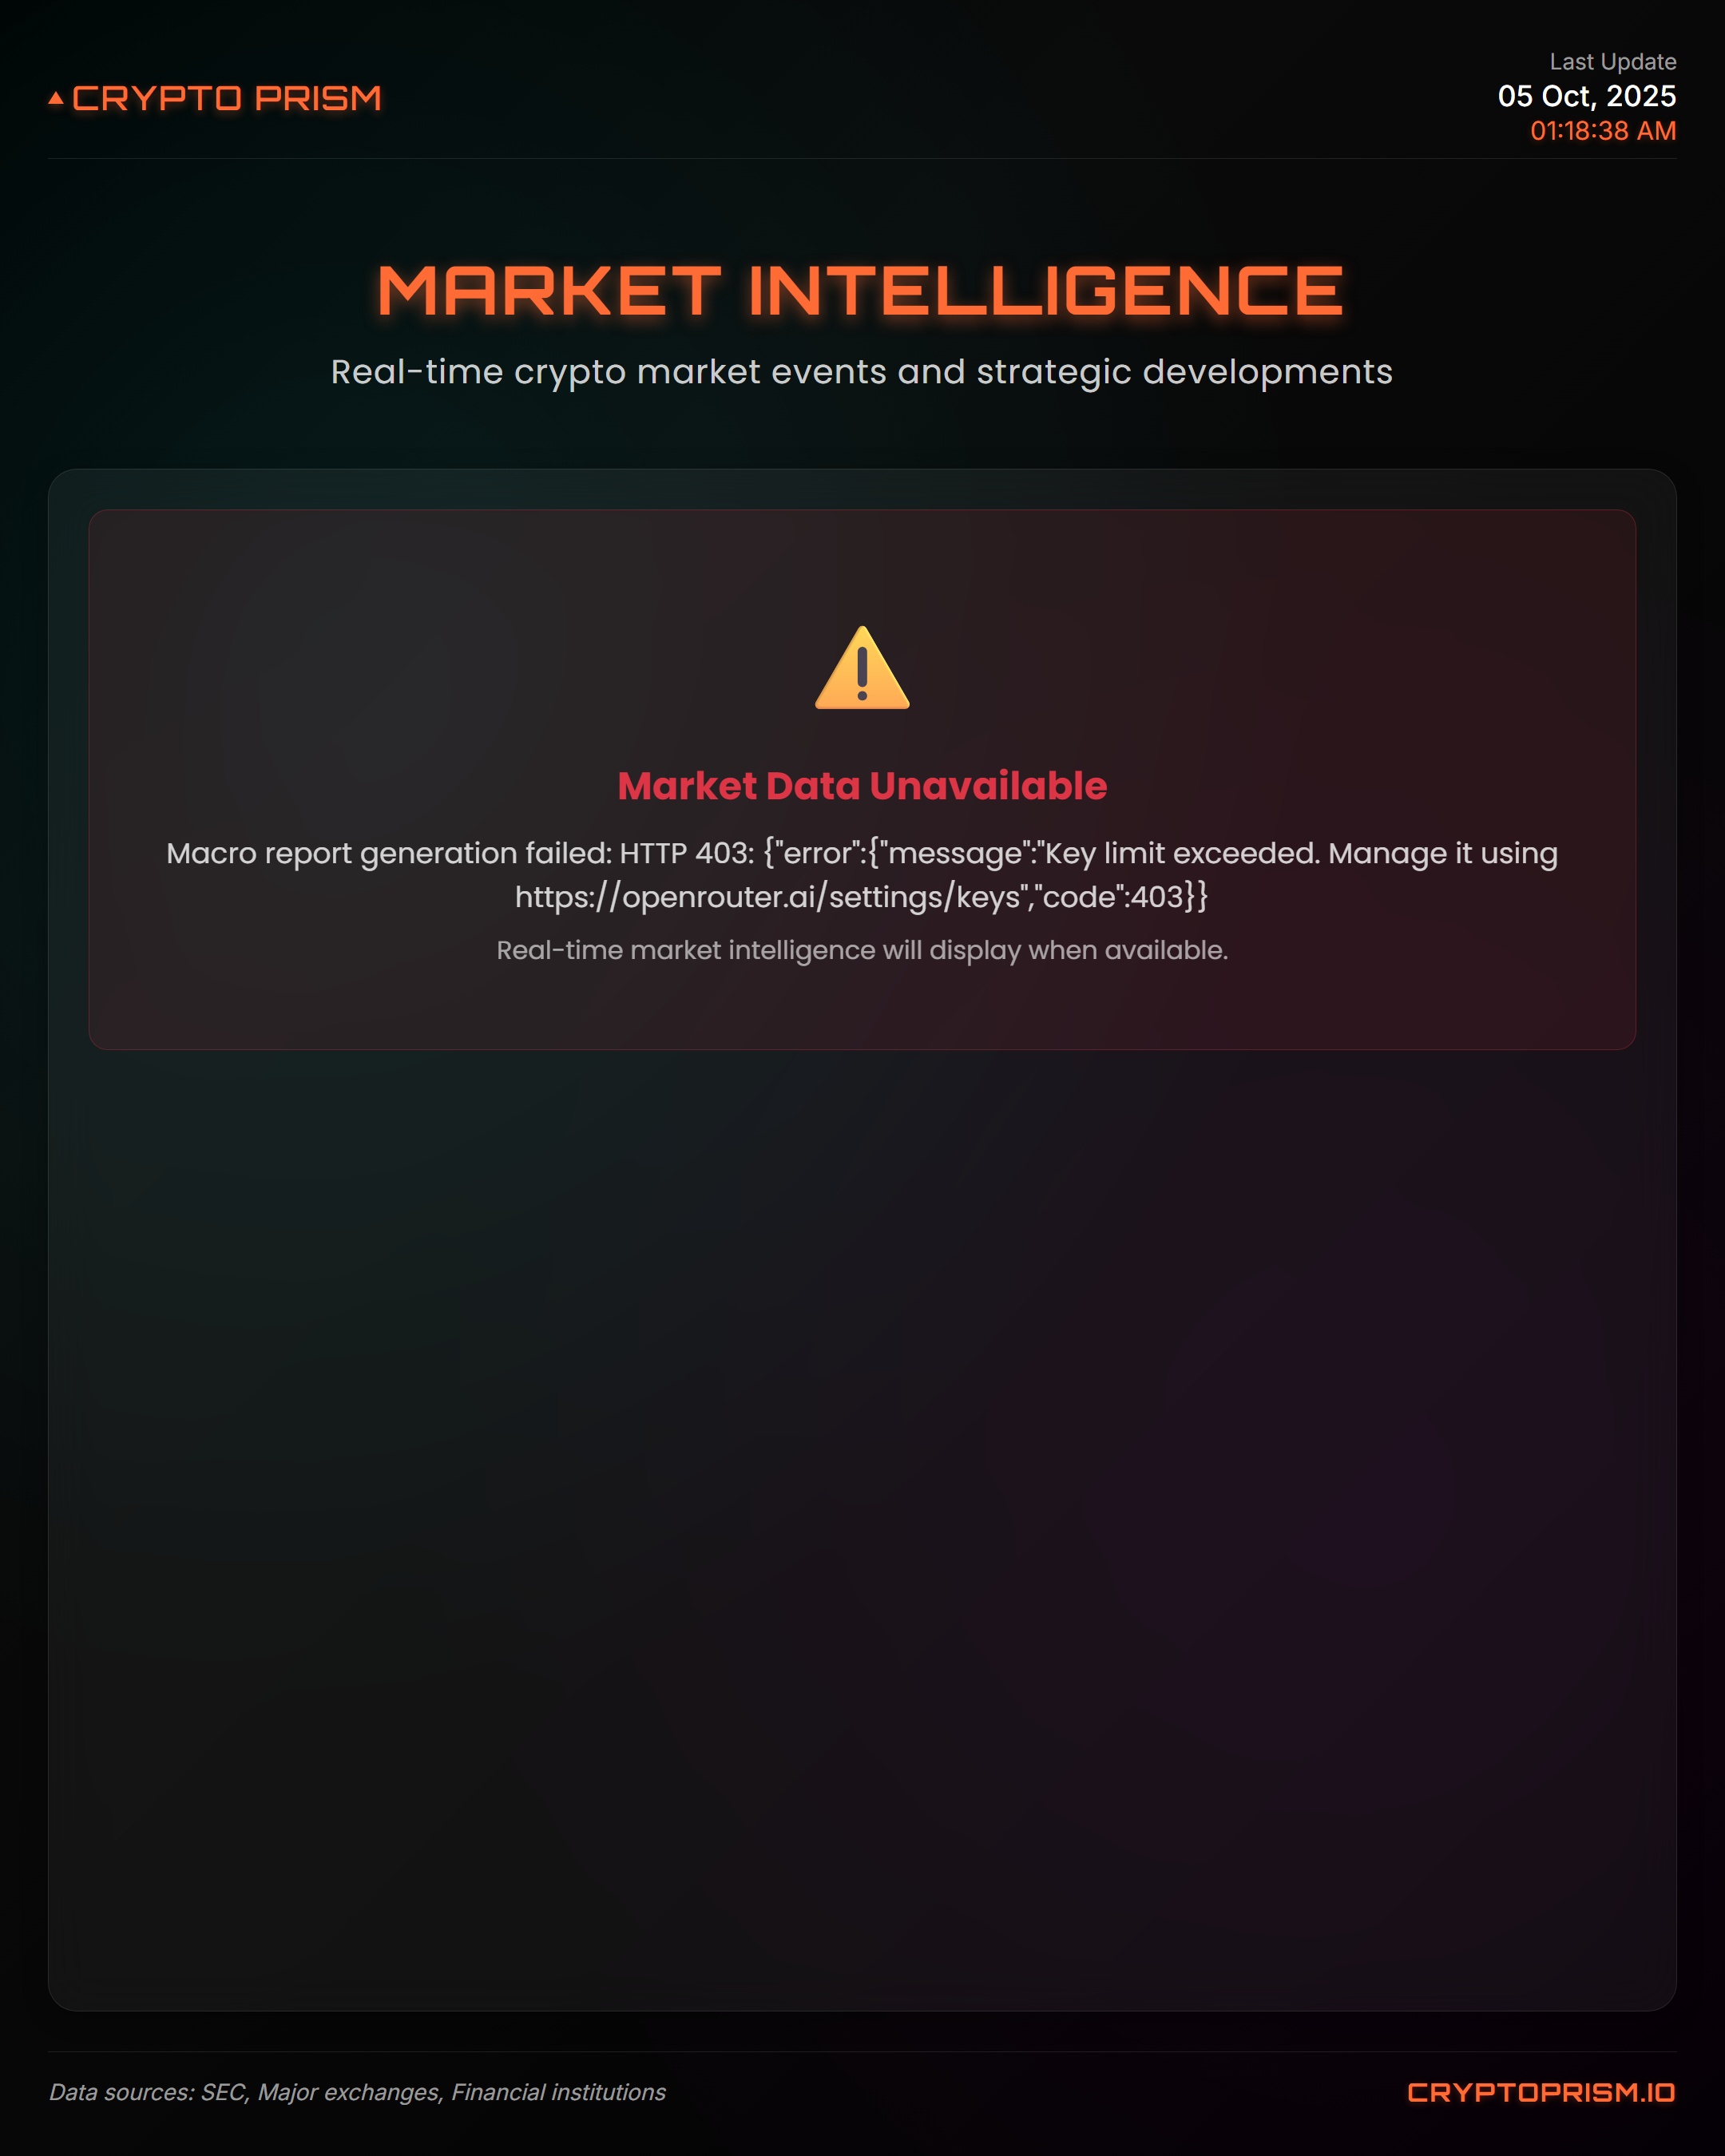 CRYPTO PRISM
Last Update
05 Oct, 2025
01:18:38 AM
MARKET INTELLIGENCE
Real-time crypto market events and strategic developments
Market Data Unavailable
Macro report generation failed: HTTP 403: {"error":{"message":"Key limit exceeded. Manage it using
https://openrouter.ai/settings/keys","code":403}}
Real-time market intelligence will display when available.
Data sources: SEC, Major exchanges, Financial institutions
CRYPTOPRISM.IO